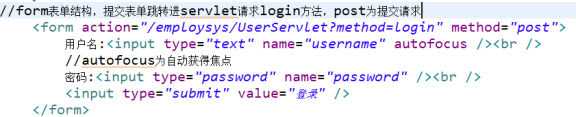 //form表单结构，提交表单跳转进servlet请求login方法，post为提交请求
<form action="/employsys/UserServlet?method=login" method="post">
用户名:<input type="text" name="username" autofocus /><br />
//autofocus为自动获得焦点
密码:<input type="password" name="password" /><br />
<input type="submit" value="登录" />
</form>